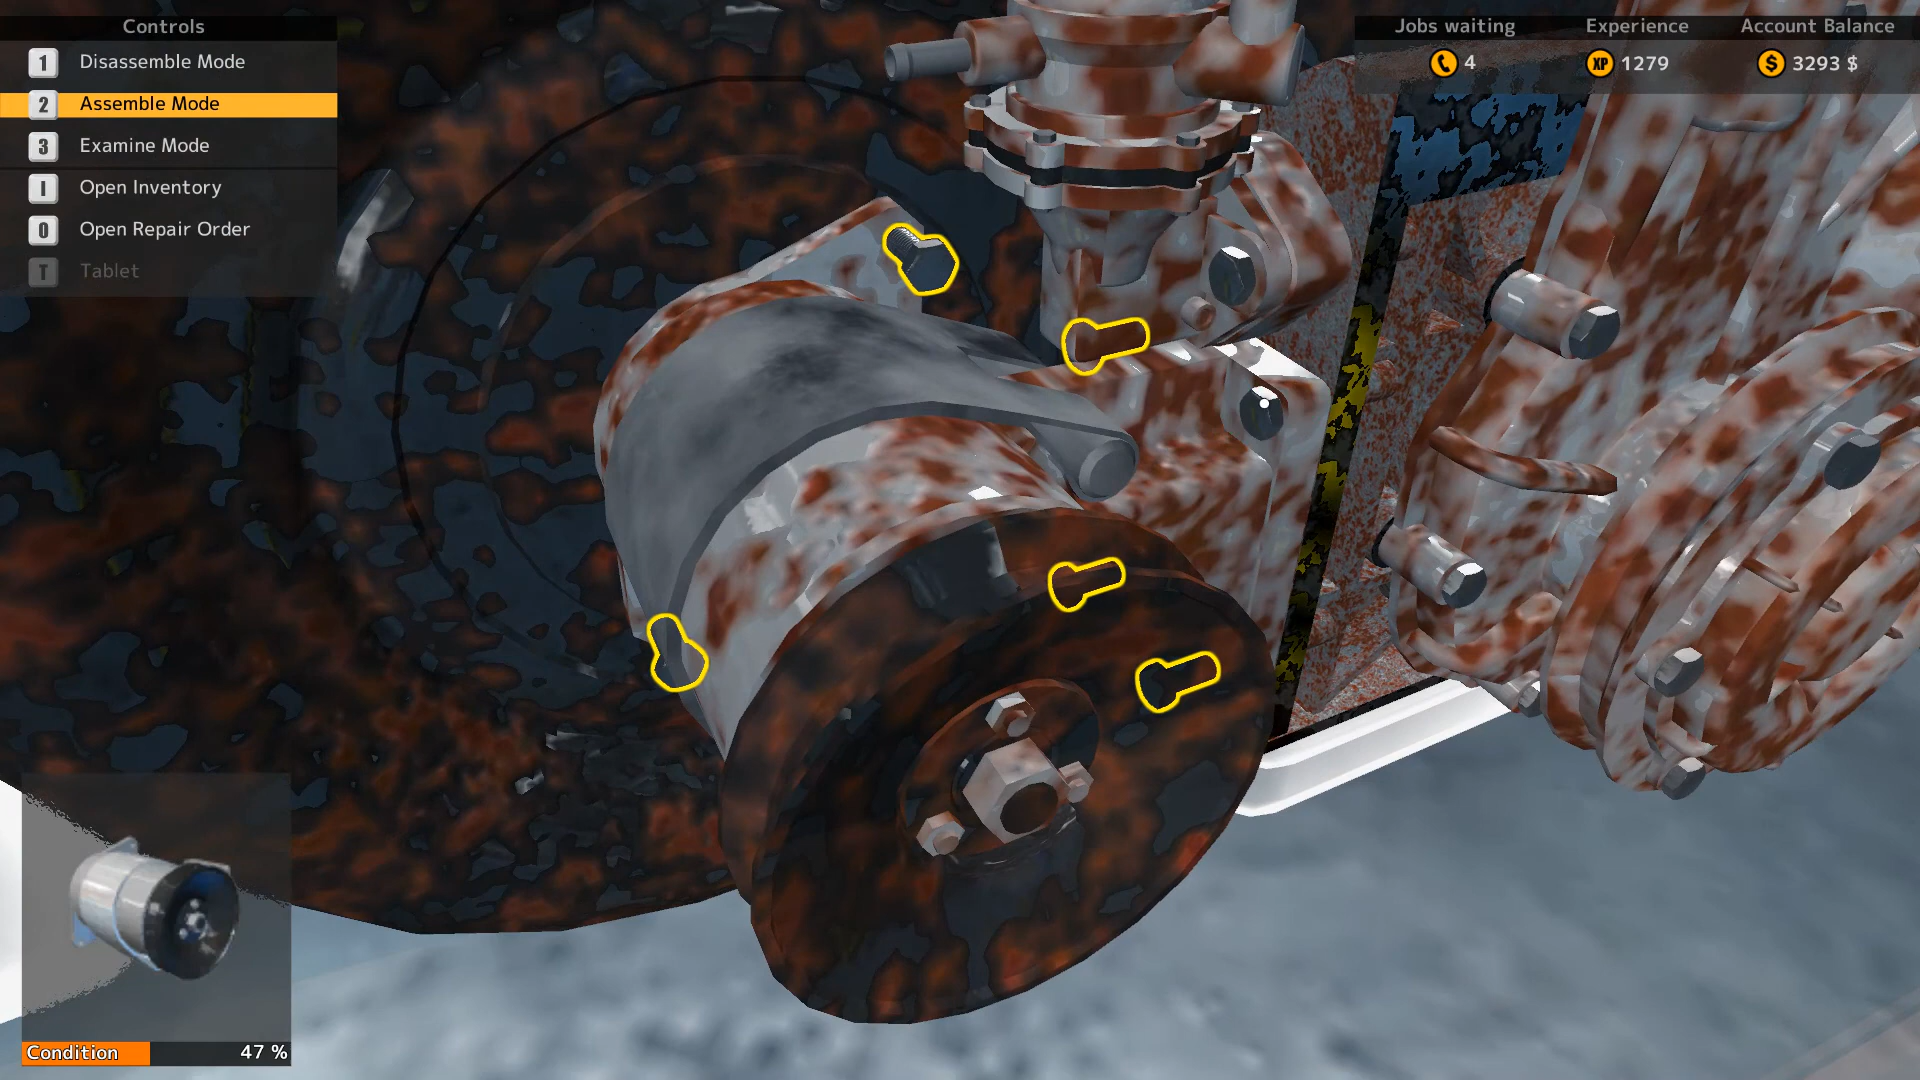 Controls
1 Disassemble Mode
2 Assemble Mode
3 Examine Mode
I Open Inventory
O Open Repair Order
T Tablet
Jobs waiting Experience Account Balance
4 XP 1279 $ 3293 $
Condition 47 %